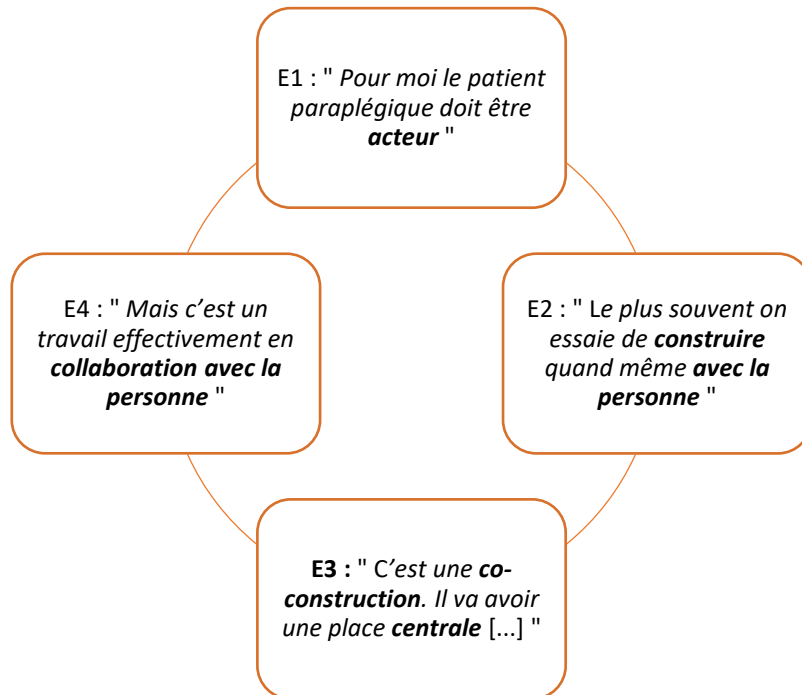 E1 : " Pour moi le patient
paraplégique doit être
acteur "
E4 : " Mais c’est un
travail effectivement en
collaboration avec la
personne "
E2 : " Le plus souvent on
essaie de construire
quand même avec la
personne "
E3 : " C’est une co-
construction. Il va avoir
une place centrale [...] "